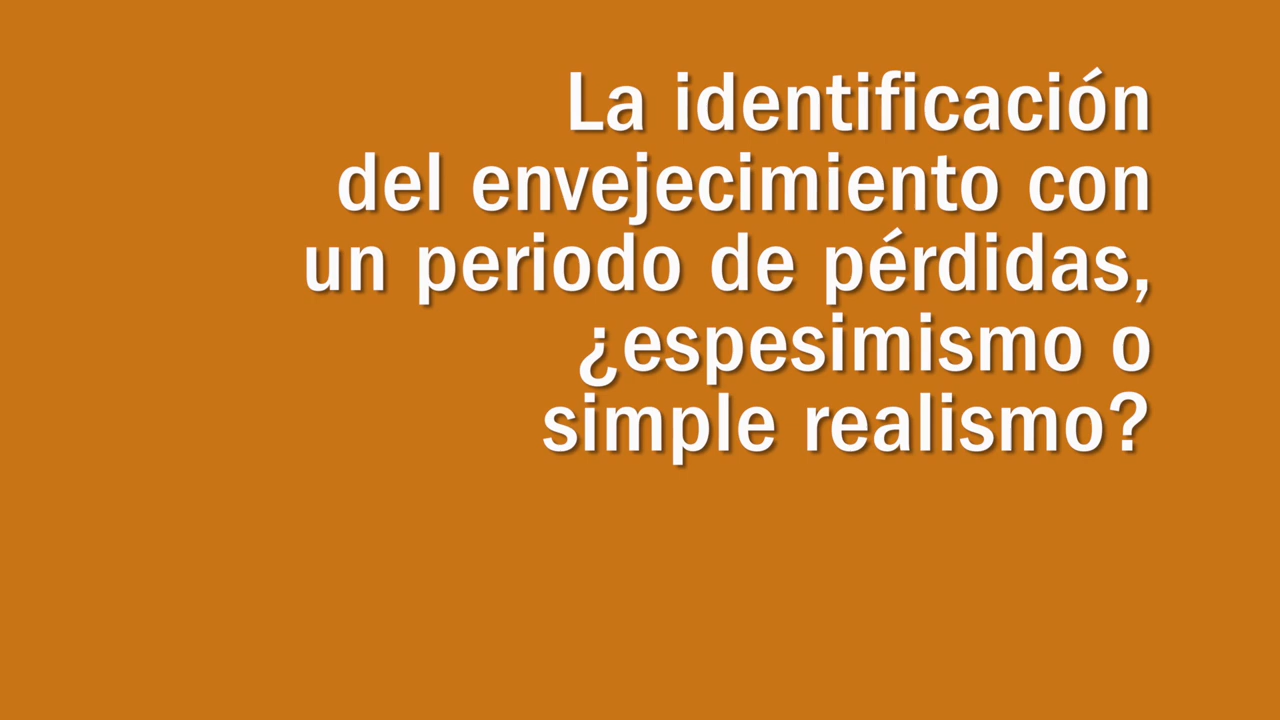 La identificación
del envejecimiento con
un periodo de pérdidas,
¿espesimismo o
simple realismo?